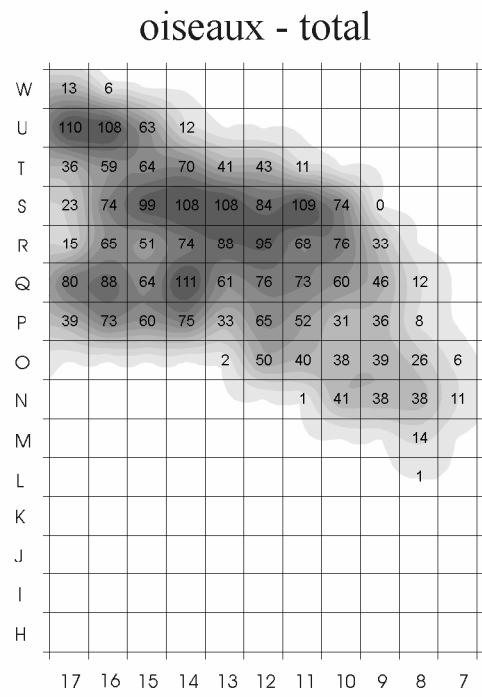 oiseaux - total
W 13 6
U 110 108 63 12
T 36 59 64 70 41 43 11
S 23 74 99 108 108 84 109 74 0
R 15 65 51 74 88 95 68 76 33
Q 80 88 64 111 61 76 73 60 46 12
P 39 73 60 75 33 65 52 31 36 8
O 2 50 40 38 39 26 6
N 1 41 38 38 11
M 14
L 1
K
J
I
H
17 16 15 14 13 12 11 10 9 8 7